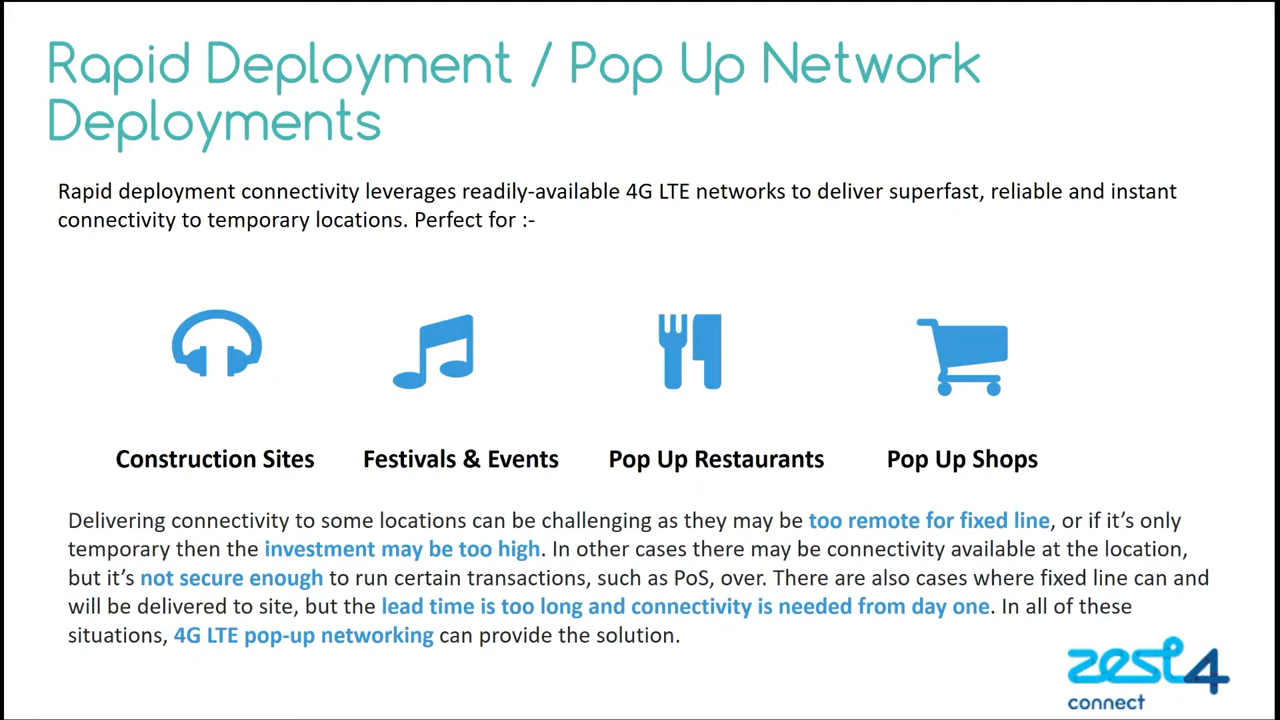 Rapid Deployment / Pop Up Network
Deployments
Rapid deployment connectivity leverages readily-available 4G LTE networks to deliver superfast, reliable and instant
connectivity to temporary locations. Perfect for :-
Construction Sites
Festivals & Events
Pop Up Restaurants
Pop Up Shops
Delivering connectivity to some locations can be challenging as they may be too remote for fixed line, or if it's only
temporary then the investment may be too high. In other cases there may be connectivity available at the location,
but it's not secure enough to run certain transactions, such as PoS, over. There are also cases where fixed line can and
will be delivered to site, but the lead time is too long and connectivity is needed from day one. In all of these
situations, 4G LTE pop-up networking can provide the solution.
zest4
connect